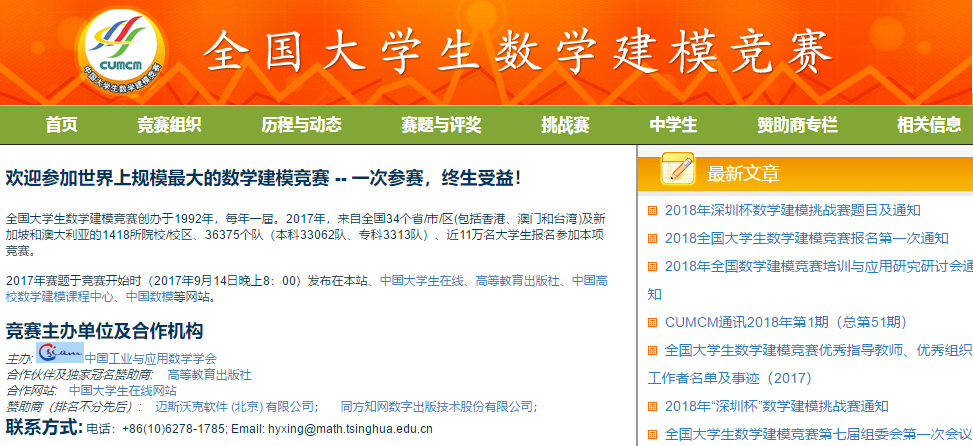 CUMCM
中国大学生数学建模竞赛
全国大学生数学建模竞赛
首页 竞赛组织 历程与动态 赛题与评奖 挑战赛 中学生 赞助商专栏 相关信息
欢迎参加世界上规模最大的数学建模竞赛 -- 一次参赛，终生受益！
全国大学生数学建模竞赛创办于1992年，每年一届。2017年，来自全国34个省/市/区(包括香港、澳门和台湾)及新
加坡和澳大利亚的1418所院校/校区、36375个队（本科33062队、专科3313队）、近11万名大学生报名参加本项
竞赛。
2017年赛题于竞赛开始时（2017年9月14日晚上8：00）发布在本站、中国大学生在线、高等教育出版社、中国高
校数学建模课程中心、中国数模等网站。
竞赛主办单位及合作机构
主办: CSiam 中国工业与应用数学学会
合作伙伴及独家冠名赞助商: 高等教育出版社
合作网站: 中国大学生在线网站
赞助商（排名不分先后）: 迈斯沃克软件 (北京) 有限公司； 同方知网数字出版技术股份有限公司；
联系方式: 电话：+86(10)6278-1785; Email: hyxing@math.tsinghua.edu.cn
最新文章
2018年深圳杯数学建模挑战赛题目及通知
2018全国大学生数学建模竞赛报名第一次通知
2018年全国大学生数学建模竞赛培训与应用研究研讨会通
知
CUMCM通讯2018年第1期（总第51期）
全国大学生数学建模竞赛优秀指导教师、优秀组织
工作者名单及事迹（2017）
2018年“深圳杯”数学建模挑战赛通知
全国大学生数学建模竞赛第七届组委会第一次会议